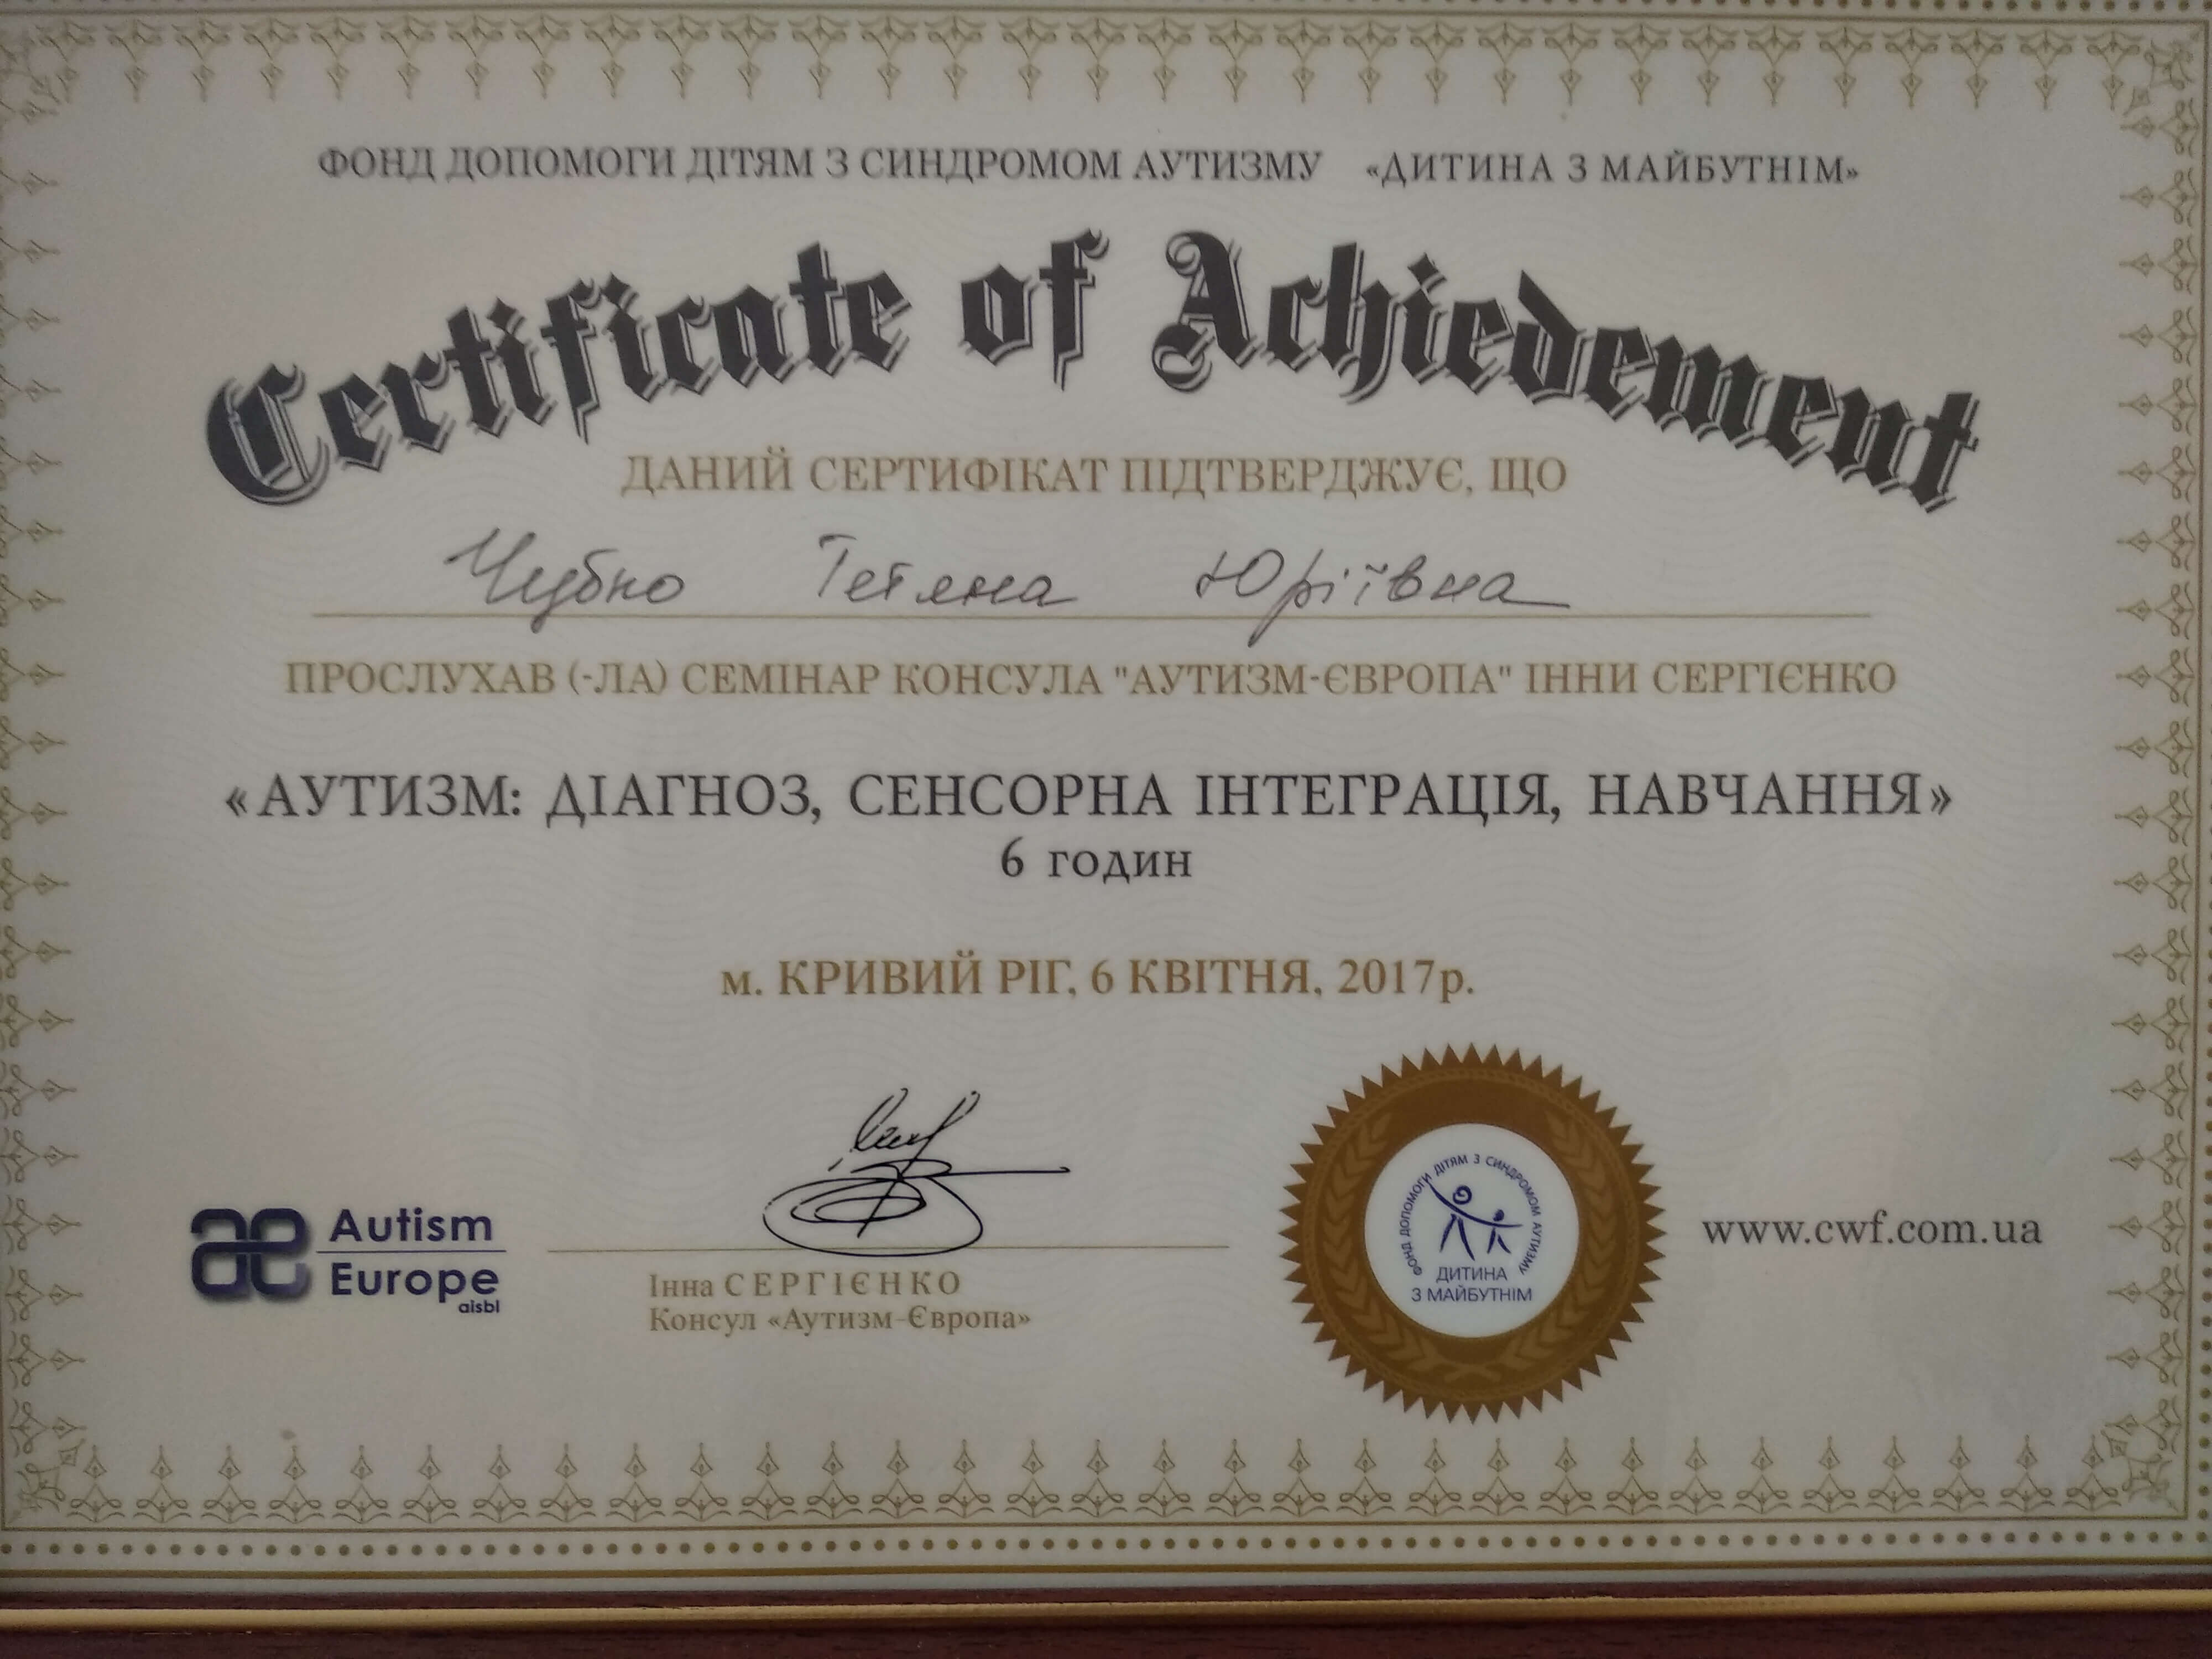 ФОНД ДОПОМОГИ ДІТЯМ З СИНДРОМОМ АУТИЗМУ «ДИТИНА З МАЙБУТНІМ»
Certificate of Achiedement
ДАНИЙ СЕРТИФІКАТ ПІДТВЕРДЖУЄ, ЩО
Чубко Тетяна Юріївна
ПРОСЛУХАВ (-ЛА) СЕМІНАР КОНСУЛА "АУТИЗМ-ЄВРОПА" ІННИ СЕРГІЄНКО
«АУТИЗМ: ДІАГНОЗ, СЕНСОРНА ІНТЕГРАЦІЯ, НАВЧАННЯ»
6 годин
м. КРИВИЙ РІГ, 6 КВІТНЯ, 2017р.
ae Autism
Europe
aisbl
Інна СЕРГІЄНКО
Консул «Аутизм-Європа»
ФОНД ДОПОМОГИ ДІТЯМ З СИНДРОМОМ АУТИЗМУ
ДИТИНА
З МАЙБУТНІМ
www.cwf.com.ua